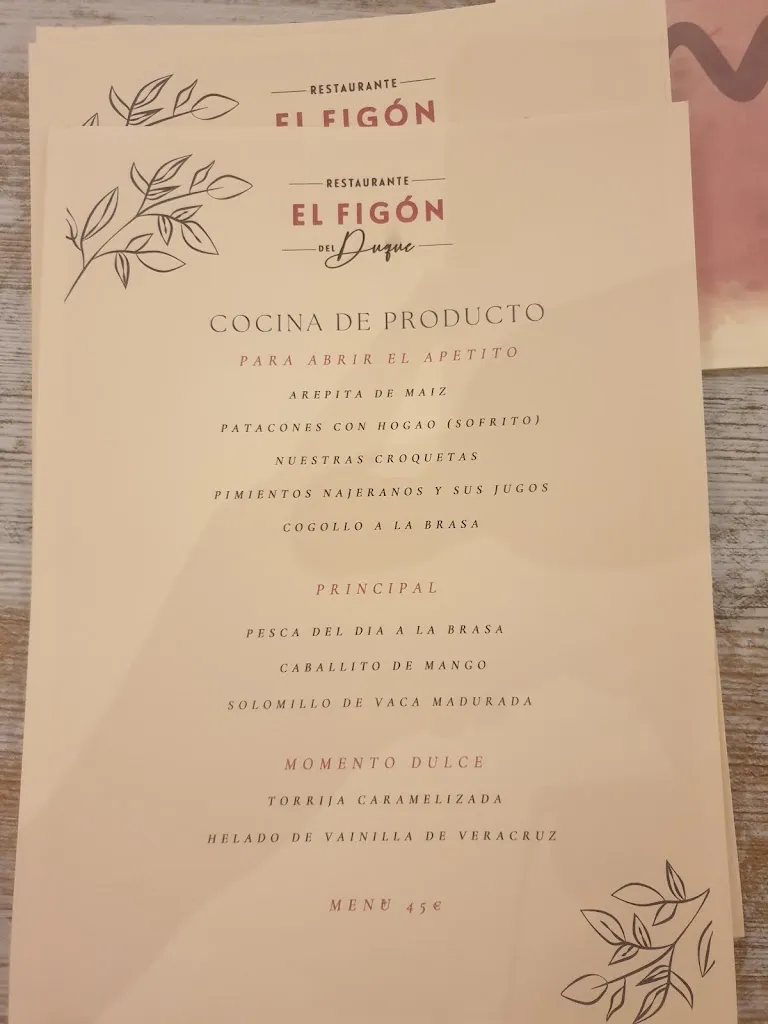 RESTAURANTE
EL FIGÓN
RESTAURANTE
EL FIGÓN
DEL Duque
COCINA DE PRODUCTO
PARA ABRIR EL APETITO
AREPITA DE MAIZ
PATACONES CON HOGAO (SOFRITO)
NUESTRAS CROQUETAS
PIMIENTOS NAJERANOS Y SUS JUGOS
COGOLLO A LA BRASA
PRINCIPAL
PESCA DEL DIA A LA BRASA
CABALLITO DE MANGO
SOLOMILLO DE VACA MADURADA
MOMENTO DULCE
TORRIJA CARAMELIZADA
HELADO DE VAINILLA DE VERACRUZ
MENU 45€